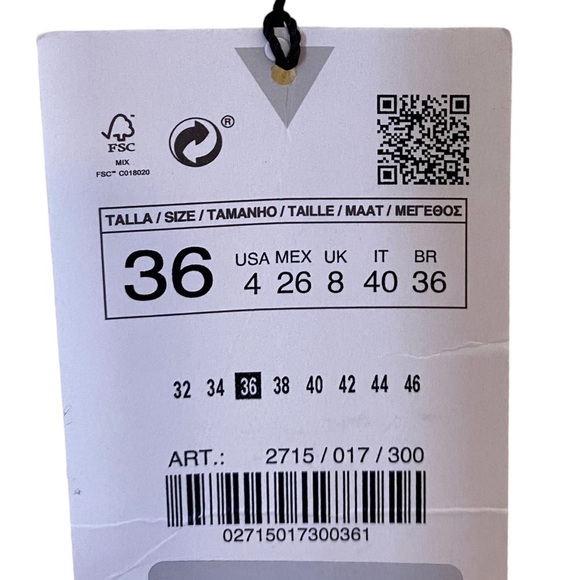 ®
FSC
MIX
FSC™ C018020
TALLA / SIZE / TAMANHO / TAILLE / MAAT / ΜΕΓΕΘΟΣ
36
USA MEX UK IT BR
4 26 8 40 36
32 34 36 38 40 42 44 46
ART.: 2715 / 017 / 300
02715017300361